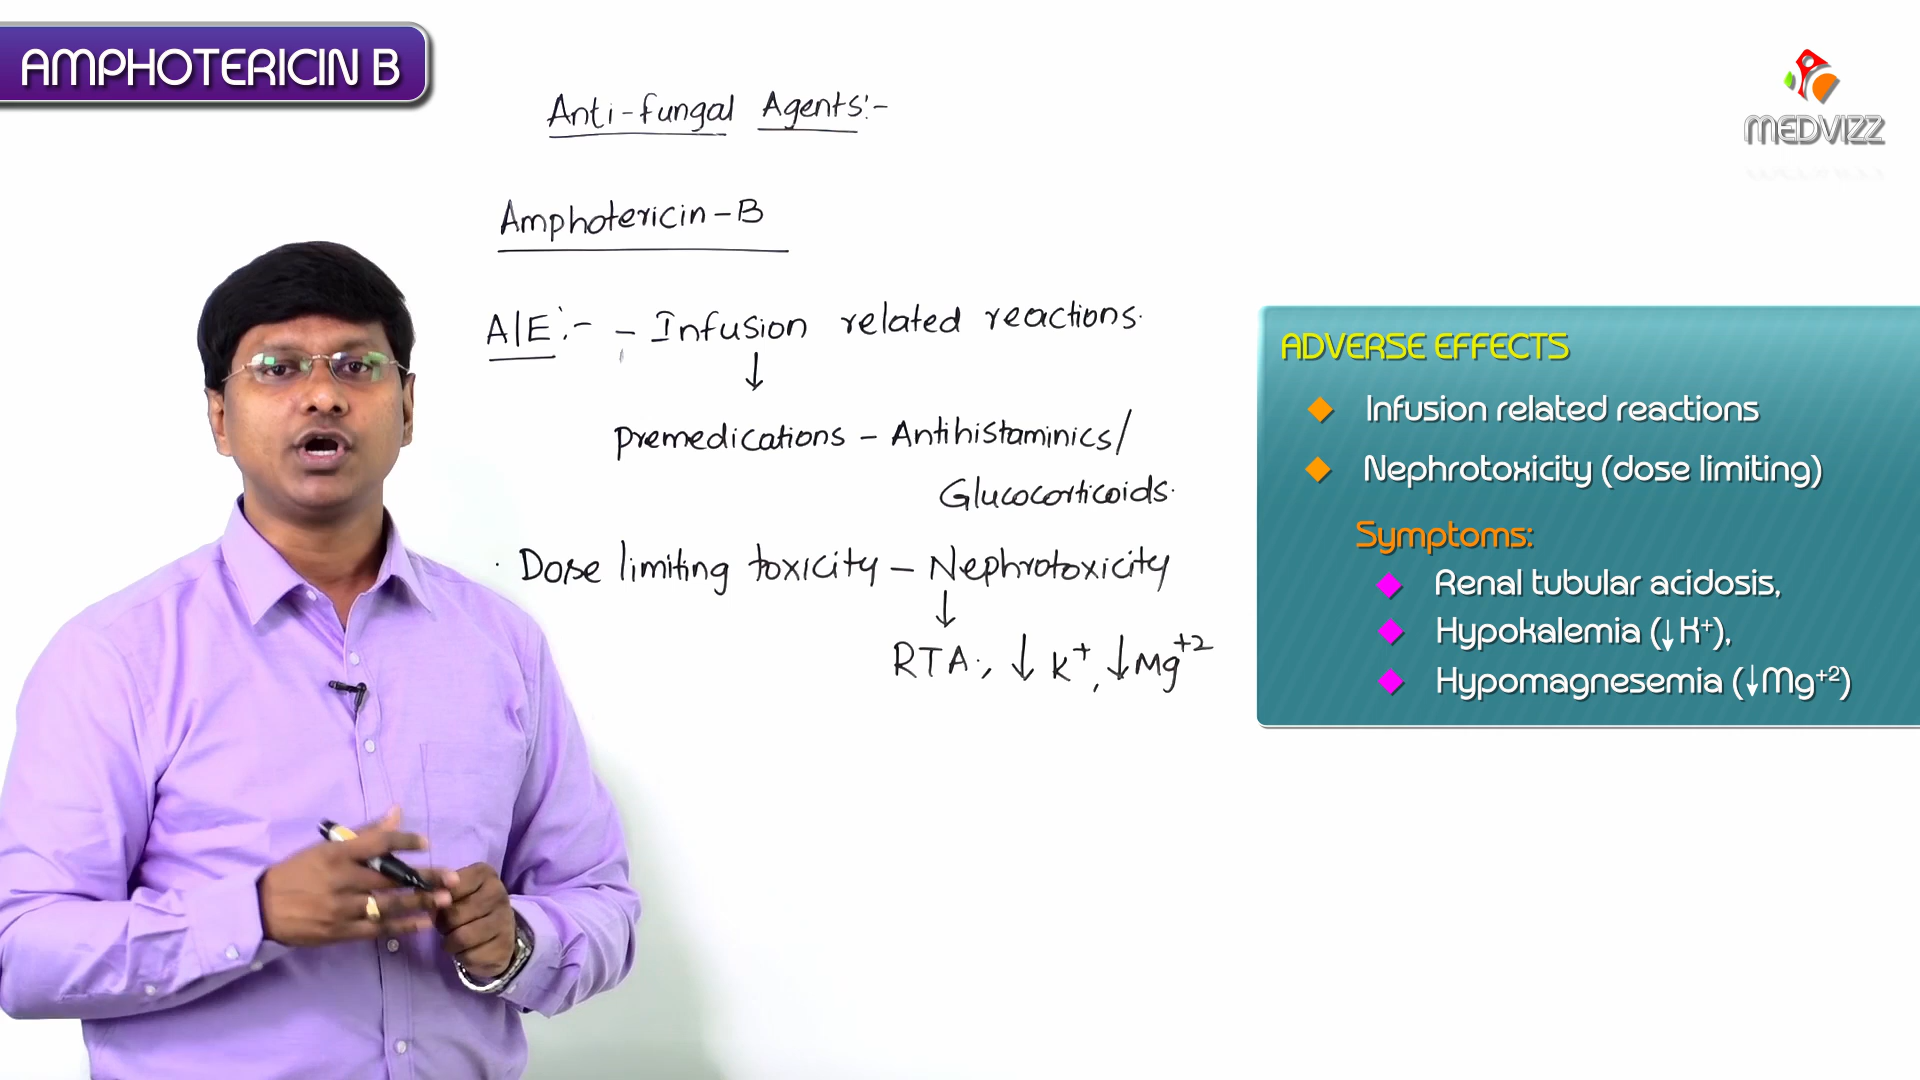 AMPHOTERICIN B
MEDVIZZ
Anti-fungal Agents:-
Amphotericin-B
A/E:- - Infusion related reactions.
↓
Premedications - Antihistaminics/
Glucocorticoids.
. Dose limiting toxicity - Nephrotoxicity
↓
RTA., ↓ K+, ↓ Mg+2
ADVERSE EFFECTS
Infusion related reactions
Nephrotoxicity (dose limiting)
Symptoms:
Renal tubular acidosis,
Hypokalemia (↓K+),
Hypomagnesemia (↓Mg+2)